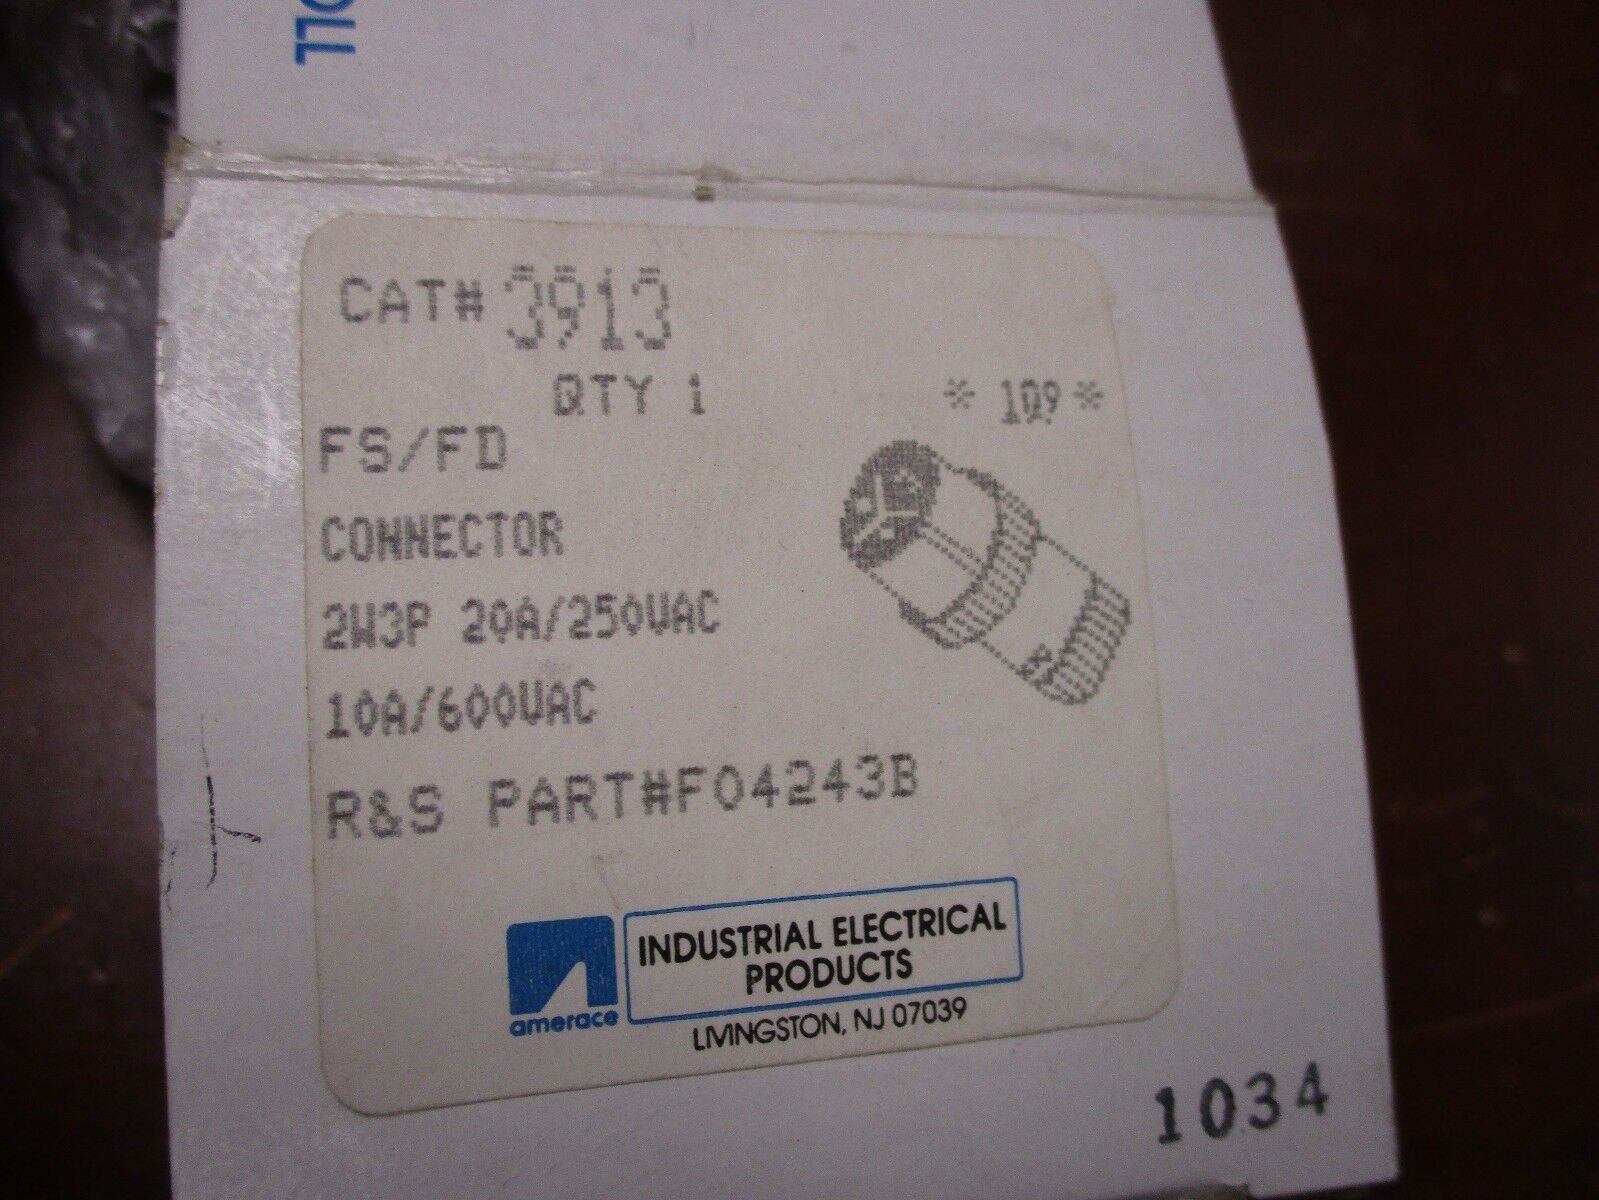 CAT# 3913
QTY 1
* 109 *
FS/FD
CONNECTOR
2W3P 20A/250VAC
10A/600VAC
R&S PART#F04243B
amerace
INDUSTRIAL ELECTRICAL
PRODUCTS
LIVINGSTON, NJ 07039
1034